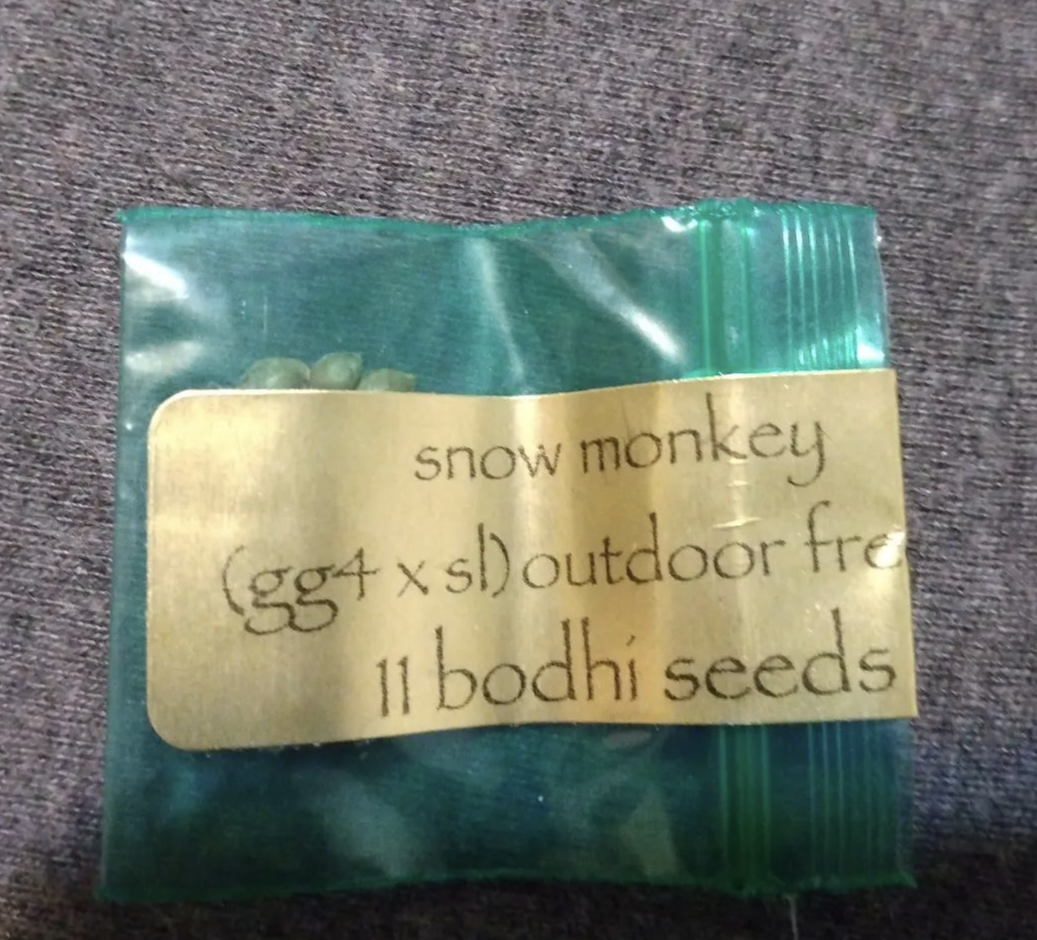 snow monkey
(gg4 x sl) outdoor fre
11 bodhi seeds